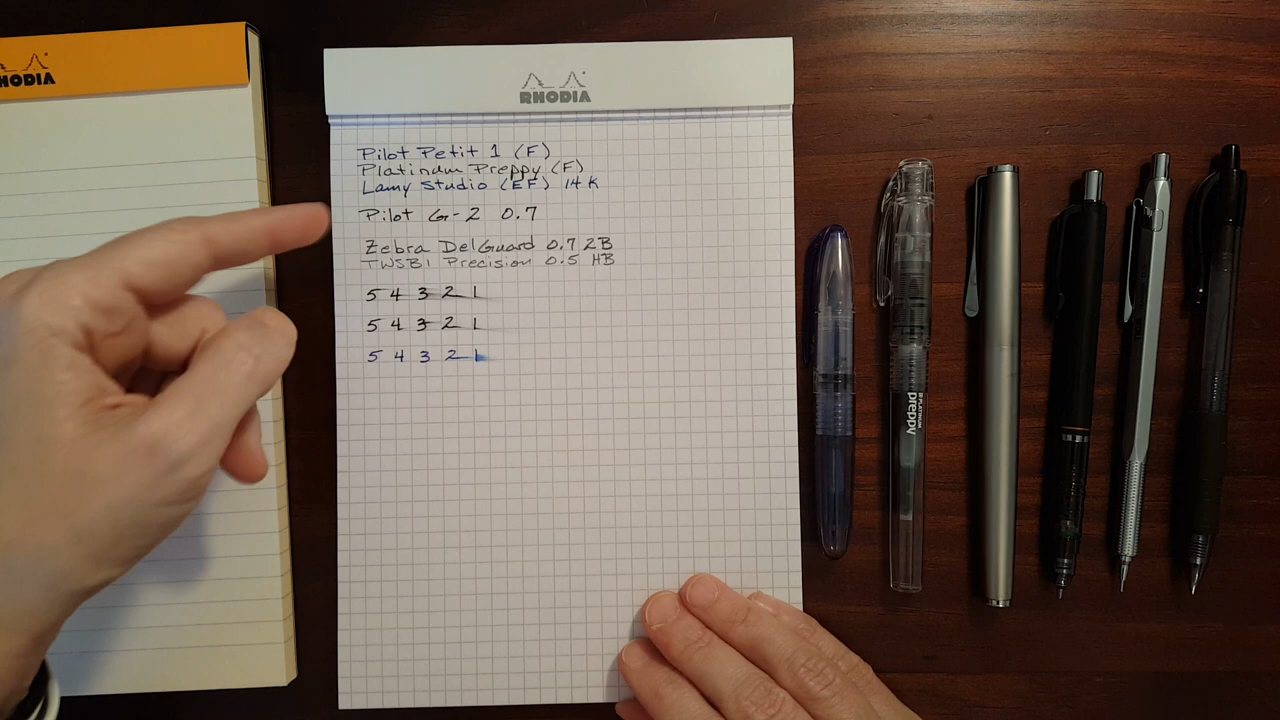 RHODIA
RHODIA
Pilot Petit 1 (F)
Platinum Preppy (F)
Lamy Studio (EF) 14 K
Pilot G-2 0.7
Zebra DelGuard 0.7 2B
TWSBI Precision 0.5 HB
5 4 3 2 1
5 4 3 2 1
5 4 3 2 1
PLATINUM preppy